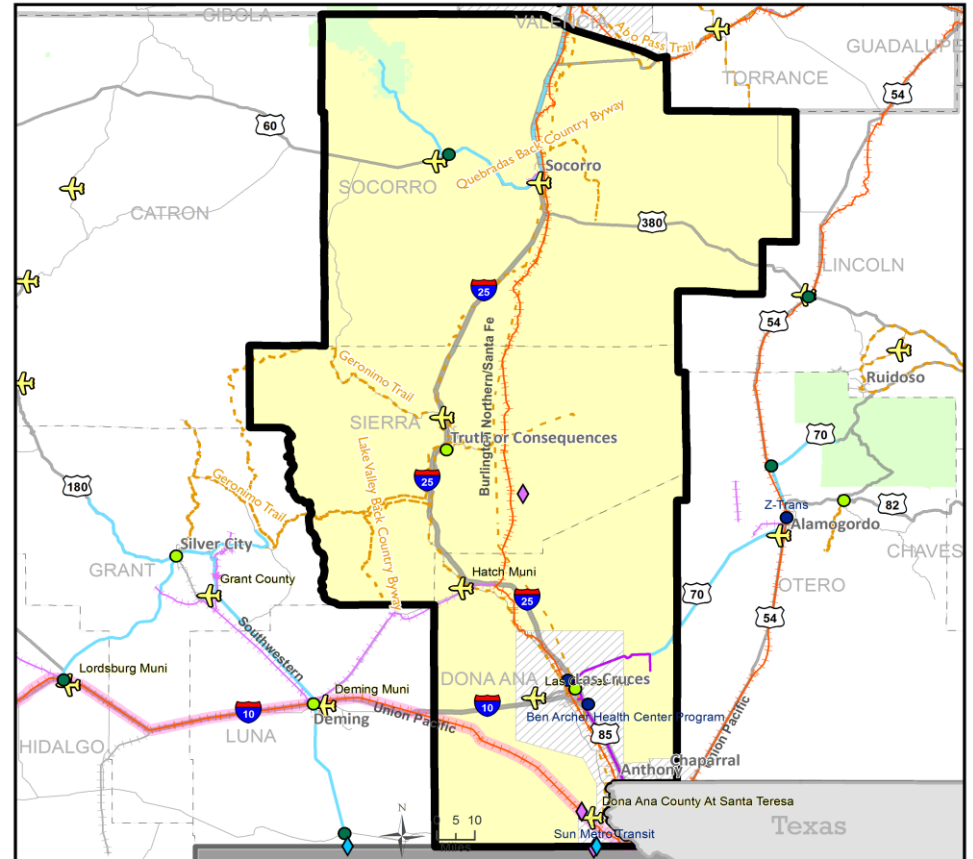 CIBOLA
VALENCIA
Abo Pass Trail
GUADALUPE
TORRANCE
54
60
Quebradas Back Country Byway
Socorro
SOCORRO
CATRON
380
LINCOLN
25
54
Burlington Northern/Santa Fe
Geronimo Trail
Ruidoso
SIERRA
Truth or Consequences
70
Lake Valley Back Country Byway
25
180
Geronimo Trail
82
Z-Trans
Alamogordo
Silver City
CHAVES
GRANT
Hatch Muni
Grant County
OTERO
70
25
54
Southwestern
Lordsburg Muni
DONA ANA
Las Cruces
Deming Muni
10
10
Union Pacific
Ben Archer Health Center Program
Deming
LUNA
85
HIDALGO
Union Pacific
Chaparral
Anthony
Dona Ana County At Santa Teresa
N
0 5 10
Miles
Texas
Sun Metro Transit